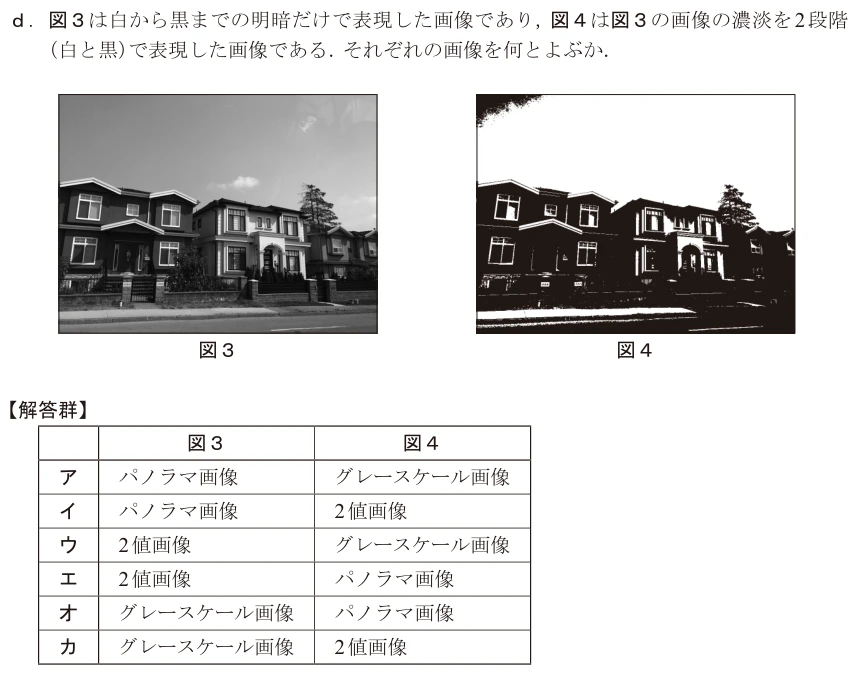 d．図3は白から黒までの明暗だけで表現した画像であり，図4は図3の画像の濃淡を2段階
（白と黒）で表現した画像である．それぞれの画像を何とよぶか．
図3 図4
【解答群】
図3 図4
ア パノラマ画像 グレースケール画像
イ パノラマ画像 2値画像
ウ 2値画像 グレースケール画像
エ 2値画像 パノラマ画像
オ グレースケール画像 パノラマ画像
カ グレースケール画像 2値画像